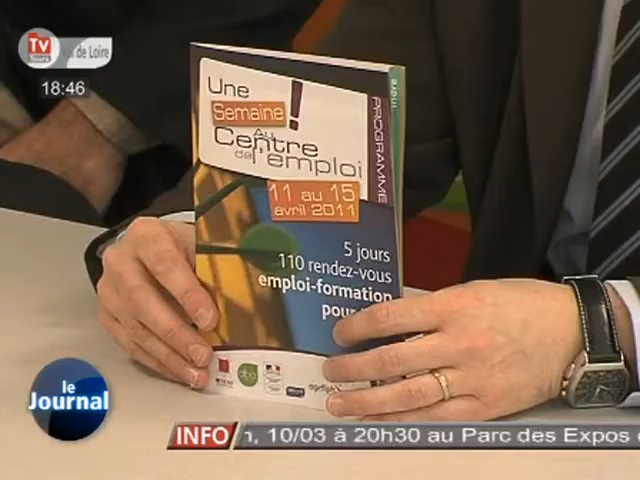 Tv
Tours
de Loire
18:46
Une
Semaine !
Au
Centre
de l'emploi
11 au 15
avril 2011
PROGRAMME
5 jours
110 rendez-vous
emploi-formation
pour
le
Journal
INFO
, 10/03 à 20h30 au Parc des Expos